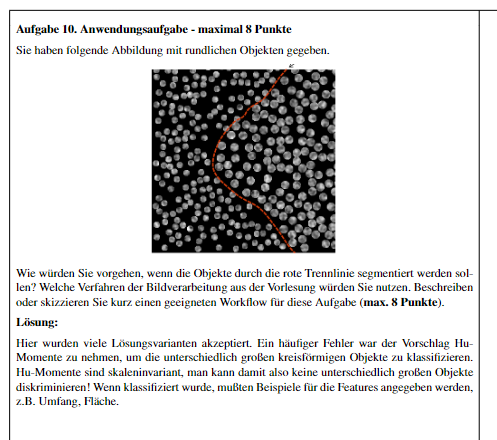 Aufgabe 10. Anwendungsaufgabe - maximal 8 Punkte
Sie haben folgende Abbildung mit rundlichen Objekten gegeben.
Wie würden Sie vorgehen, wenn die Objekte durch die rote Trennlinie segmentiert werden sol-
len? Welche Verfahren der Bildverarbeitung aus der Vorlesung würden Sie nutzen. Beschreiben
oder skizzieren Sie kurz einen geeigneten Workflow für diese Aufgabe (max. 8 Punkte).
Lösung:
Hier wurden viele Lösungsvarianten akzeptiert. Ein häufiger Fehler war der Vorschlag Hu-
Momente zu nehmen, um die unterschiedlich großen kreisförmigen Objekte zu klassifizieren.
Hu-Momente sind skaleninvariant, man kann damit also keine unterschiedlich großen Objekte
diskriminieren! Wenn klassifiziert wurde, mußten Beispiele für die Features angegeben werden,
z.B. Umfang, Fläche.